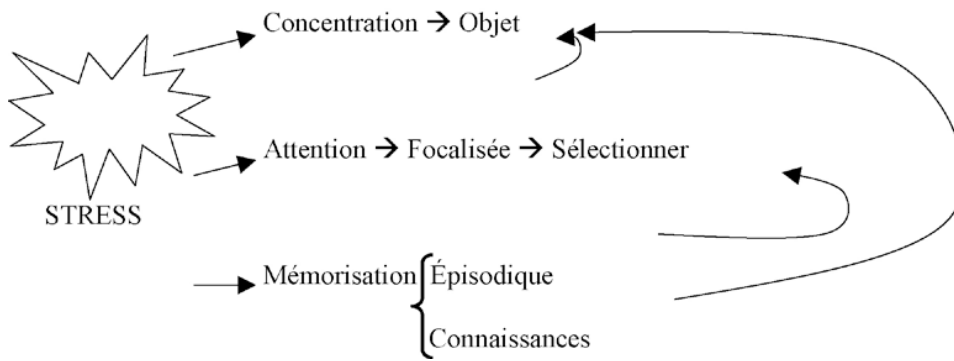 Concentration → Objet
Attention → Focalisée → Sélectionner
STRESS
Mémorisation
Épisodique
Connaissances